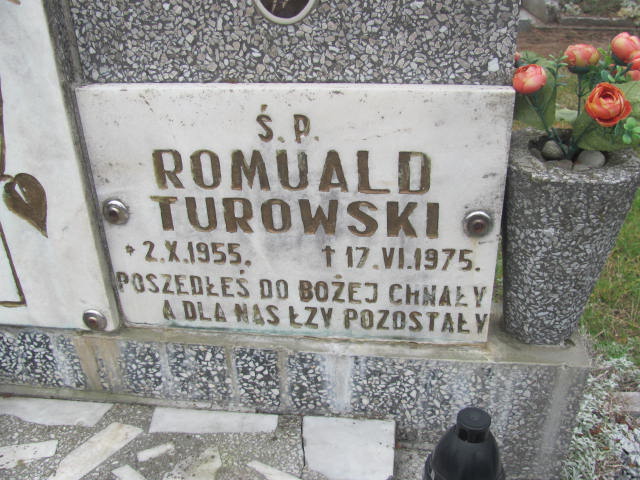 Ś.P.
ROMUALD
TUROWSKI
* 2.X.1955. † 17.VI.1975.
POSZEDŁEŚ DO BOŻEJ CHWAŁY
A DLA NAS ŁZY POZOSTAŁY